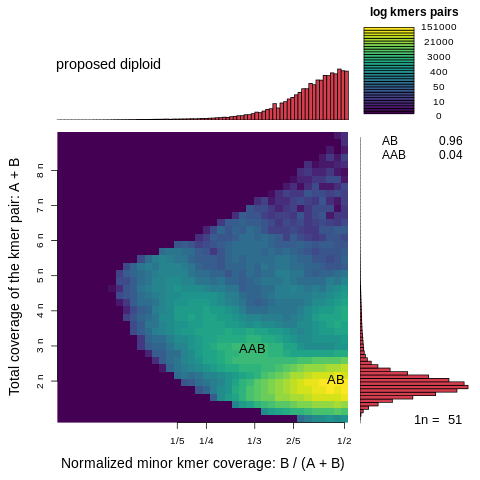 log kmers pairs
151000
21000
3000
400
50
10
0
proposed diploid
AB 0.96
AAB 0.04
Total coverage of the kmer pair: A + B
8 n
7 n
6 n
5 n
4 n
3 n
2 n
AAB
AB
1n = 51
1/5 1/4 1/3 2/5 1/2
Normalized minor kmer coverage: B / (A + B)